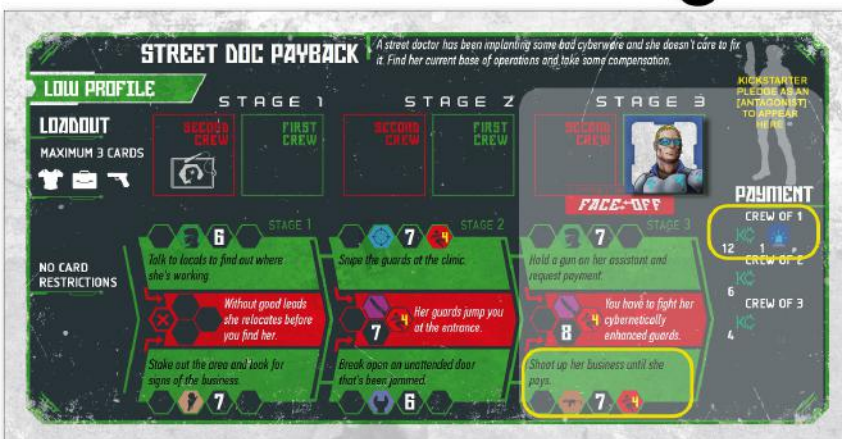 STREET DOC PAYBACK
A street doctor has been implanting some bad cyberware and she doesn't care to fix
it. Find her current base of operations and take some compensation.
LOW PROFILE
KICKSTARTER
PLEDGE AS AN
[ANTAGONIST]
TO APPEAR
HERE
STAGE 1
STAGE 2
STAGE 3
LOADOUT
MAXIMUM 3 CARDS
SECOND
CREW
FIRST
CREW
SECOND
CREW
FIRST
CREW
SECOND
CREW
FACE-OFF
PAYMENT
CREW OF 1
12 1
CREW OF 2
6
CREW OF 3
4
NO CARD
RESTRICTIONS
6
STAGE 1
Talk to locals to find out where
she's working.
Without good leads
she relocates before
you find her.
Stake out the area and look for
signs of the business.
7
7 4
STAGE 2
Snipe the guards at the clinic.
7 4
Her guards jump you
at the entrance.
Break open an unattended door
that's been jammed.
6
7
STAGE 3
Hold a gun on her assistant and
request payment.
8 4
You have to fight her
cybernetically
enhanced guards.
Shoot up her business until she
pays.
7 4